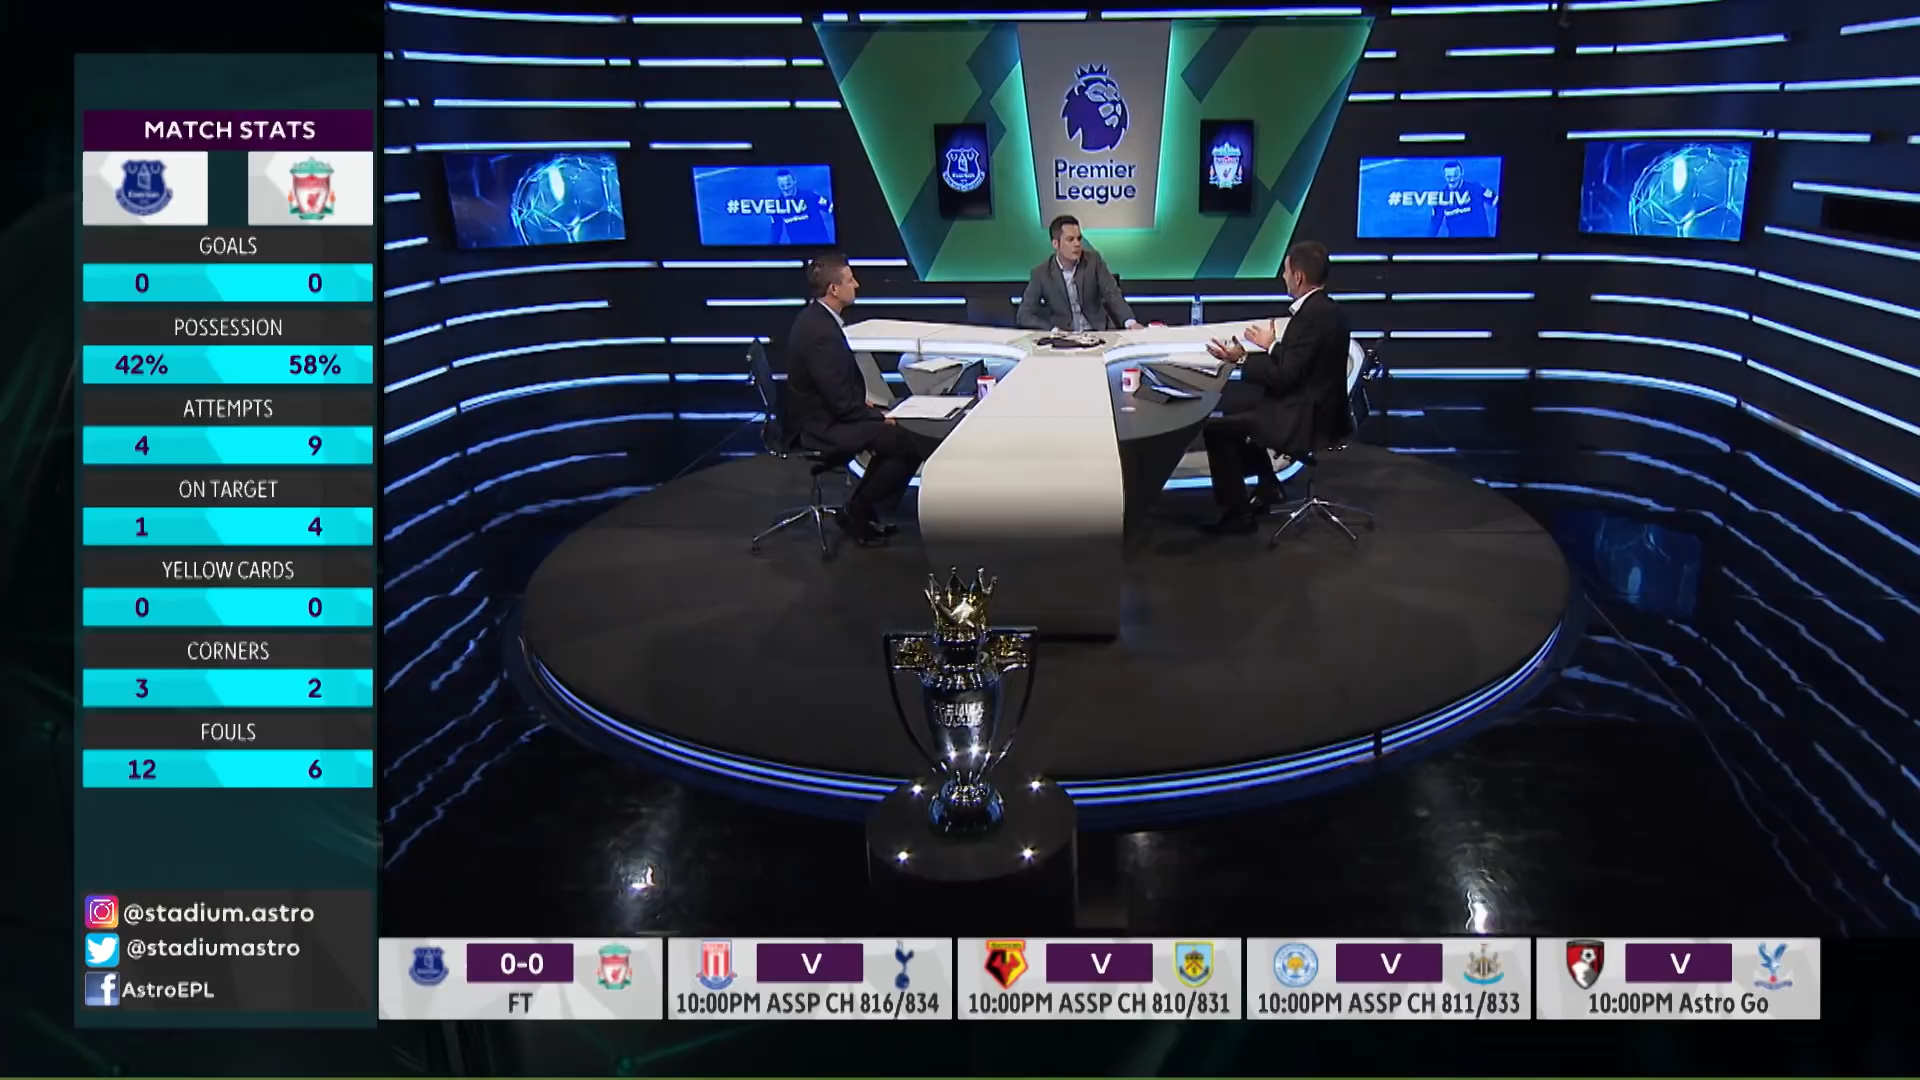 MATCH STATS
GOALS
0 0
POSSESSION
42% 58%
ATTEMPTS
4 9
ON TARGET
1 4
YELLOW CARDS
0 0
CORNERS
3 2
FOULS
12 6
@stadium.astro
@stadiumastro
AstroEPL
Premier
League
#EVELIV
#EVELIV
Everton
0-0
FT
V
10:00PM ASSP CH 816/834
V
10:00PM ASSP CH 810/831
V
10:00PM ASSP CH 811/833
V
10:00PM Astro Go